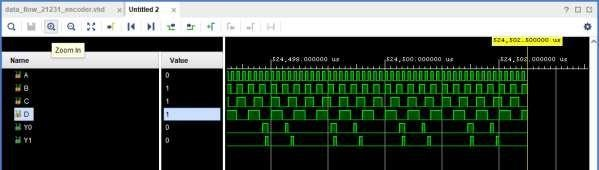 data_flow_21231_encoder.vhd
Untitled 2
Zoom In
524,502.500000 us
Name
Value
524,498.000000 us
524,500.000000 us
524,502.000000 us
A
0
B
1
C
1
D
1
Y0
0
Y1
0